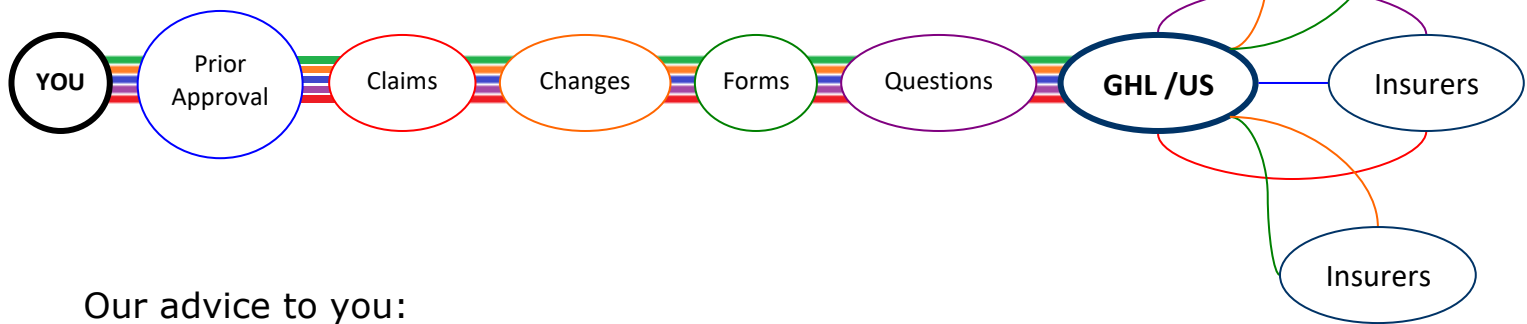 YOU
Prior
Approval
Claims
Changes
Forms
Questions
GHL /US
Insurers
Insurers
Our advice to you: